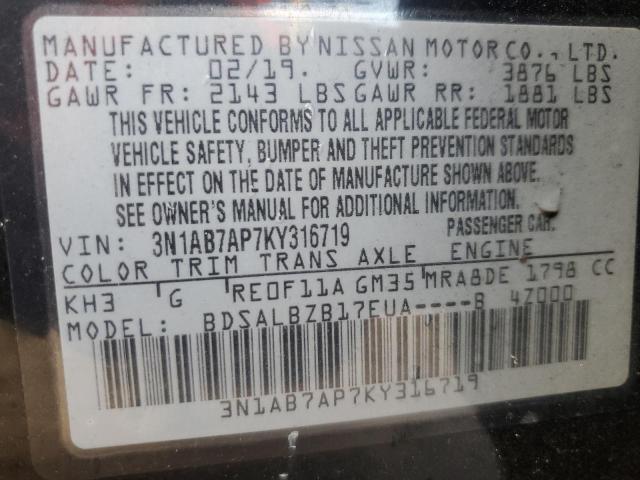 MANUFACTURED BY NISSAN MOTOR CO., LTD.
DATE: 02/19. GVWR: 3876 LBS
GAWR FR: 2143 LBS GAWR RR: 1881 LBS
THIS VEHICLE CONFORMS TO ALL APPLICABLE FEDERAL MOTOR
VEHICLE SAFETY, BUMPER AND THEFT PREVENTION STANDARDS
IN EFFECT ON THE DATE OF MANUFACTURE SHOWN ABOVE.
SEE OWNER'S MANUAL FOR ADDITIONAL INFORMATION.
VIN: 3N1AB7AP7KY316719 PASSENGER CAR.
COLOR TRIM TRANS AXLE ENGINE
KH3 G RE0F11A GM35 MRA8DE 1798 CC
MODEL: BDSALBZB17EUA----B 4Z000
3N1AB7AP7KY316719